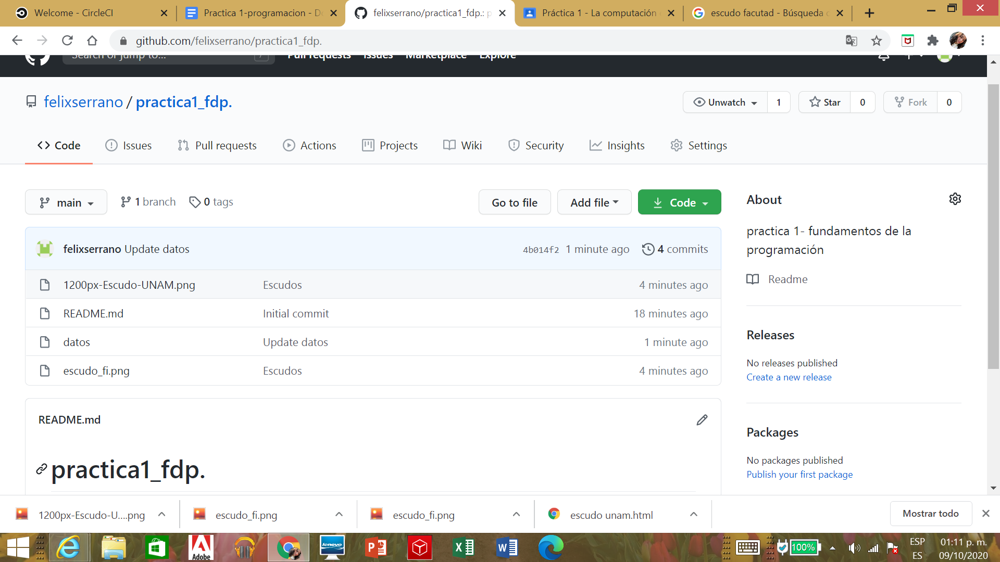 Welcome - CircleCI
Practica 1-programacion - Do
felixserrano/practica1_fdp.: p
Práctica 1 - La computación
escudo facutad - Búsqueda
github.com/felixserrano/practica1_fdp.
Search or jump to...
Pull requests Issues Marketplace Explore
felixserrano / practica1_fdp.
Unwatch 1
Star 0
Fork 0
Code
Issues
Pull requests
Actions
Projects
Wiki
Security
Insights
Settings
main
1 branch
0 tags
Go to file
Add file
Code
felixserrano Update datos 4b014f2 1 minute ago 4 commits
1200px-Escudo-UNAM.png Escudos 4 minutes ago
README.md Initial commit 18 minutes ago
datos Update datos 1 minute ago
escudo_fi.png Escudos 4 minutes ago
README.md
practica1_fdp.
About
practica 1- fundamentos de la
programación
Readme
Releases
No releases published
Create a new release
Packages
No packages published
Publish your first package
1200px-Escudo-U....png
escudo_fi.png
escudo_fi.png
escudo unam.html
Mostrar todo
Adobe
lenovo
100%
ESP
ES
01:11 p. m.
09/10/2020